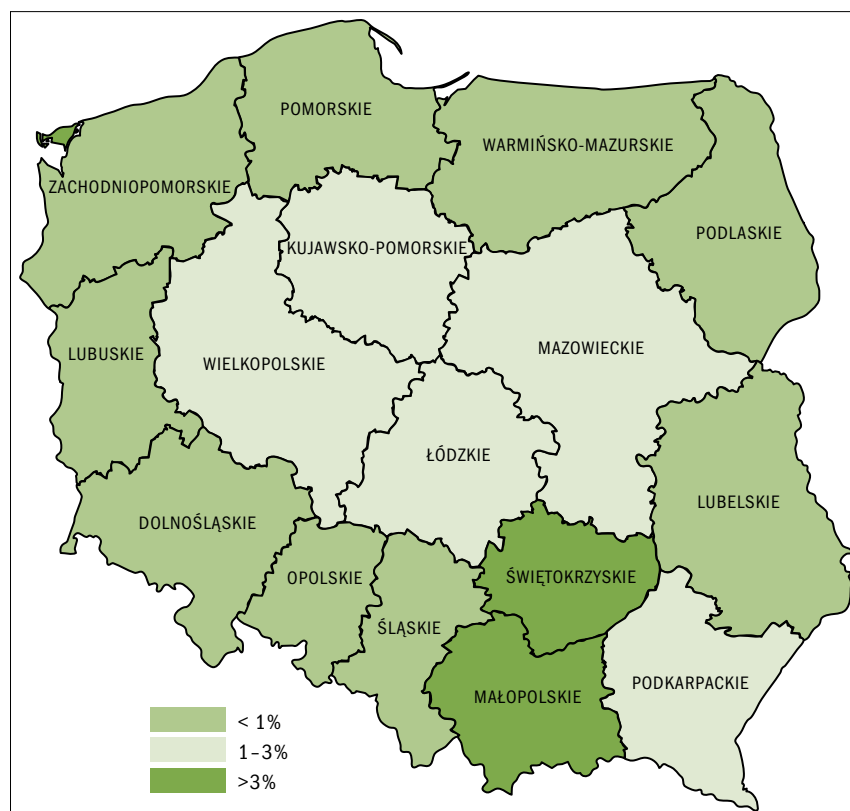 POMORSKIE
WARMIŃSKO-MAZURSKIE
ZACHODNIOPOMORSKIE
PODLASKIE
KUJAWSKO-POMORSKIE
MAZOWIECKIE
LUBUSKIE
WIELKOPOLSKIE
ŁÓDZKIE
LUBELSKIE
DOLNOŚLĄSKIE
OPOLSKIE
ŚWIĘTOKRZYSKIE
ŚLĄSKIE
PODKARPACKIE
MAŁOPOLSKIE
< 1%
1–3%
>3%